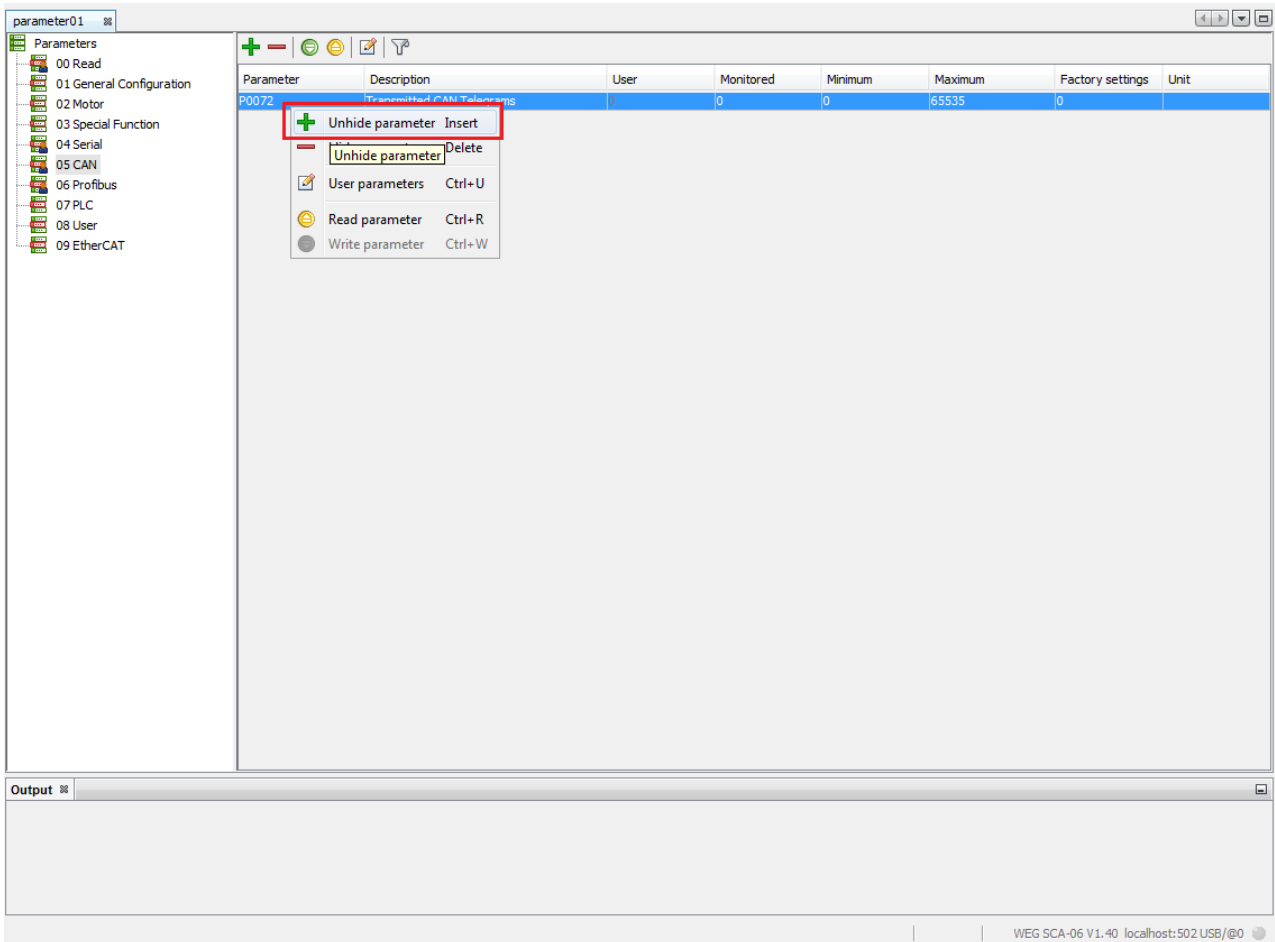 parameter01
Parameters
00 Read
01 General Configuration
02 Motor
03 Special Function
04 Serial
05 CAN
06 Profibus
07 PLC
08 User
09 EtherCAT
Parameter Description User Monitored Minimum Maximum Factory settings Unit
P0072 Transmitted CAN Telegrams 0 0 0 65535 0
Unhide parameter Insert
Delete
Unhide parameter
User parameters Ctrl+U
Read parameter Ctrl+R
Write parameter Ctrl+W
Output
WEG SCA-06 V1.40 localhost:502 USB/@0